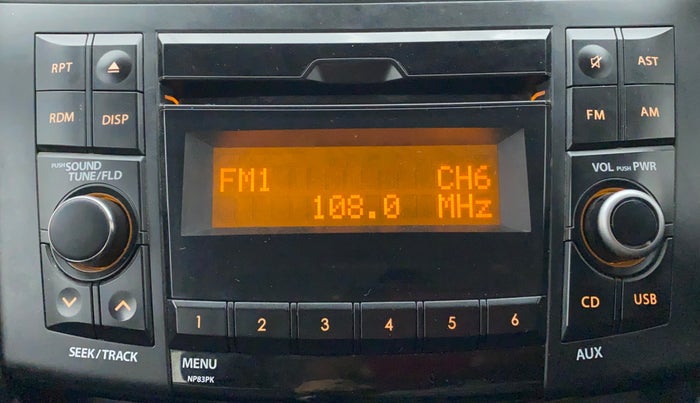 RPT
RDM
DISP
PUSH SOUND
TUNE/FLD
SEEK/TRACK
FM1 CH6
108.0 MHz
1 2 3 4 5 6
MENU
NP83PK
AST
FM AM
VOL PUSH PWR
CD USB
AUX